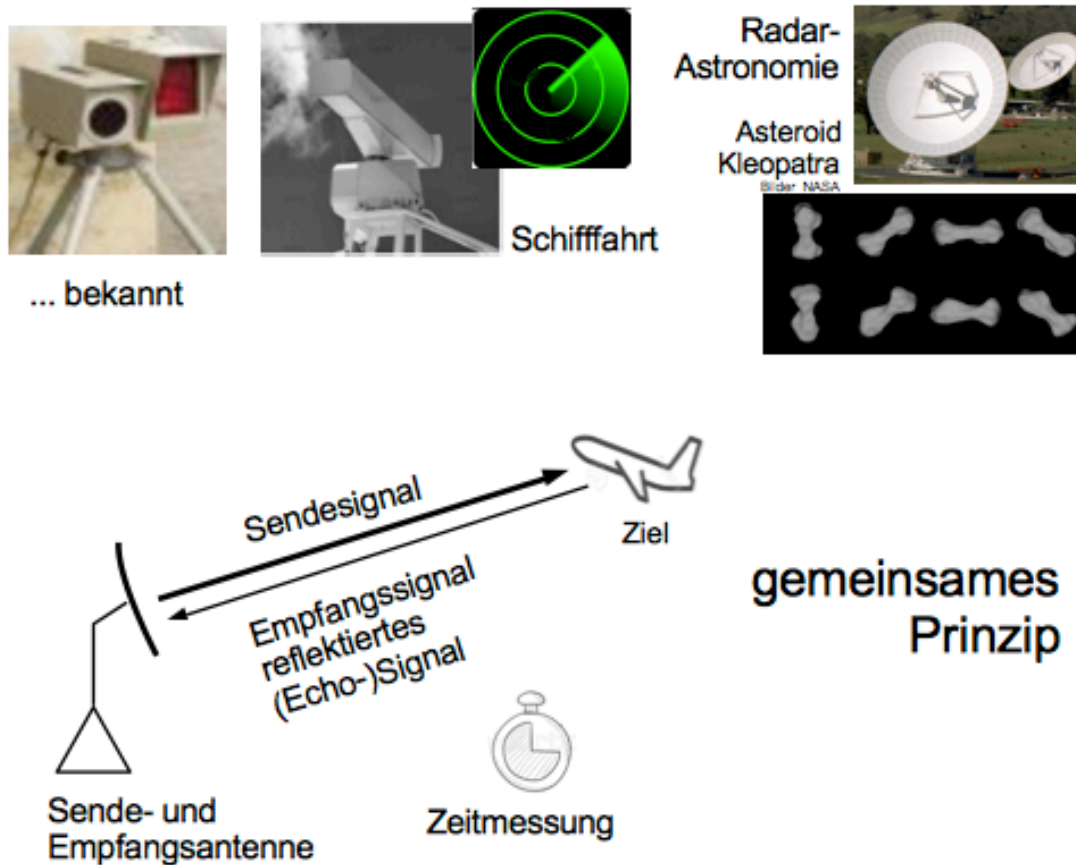 Radar-
Astronomie
Asteroid
Kleopatra
Bilder NASA
Schifffahrt
... bekannt
Sendesignal
Ziel
Empfangssignal
reflektiertes
(Echo-)Signal
gemeinsames
Prinzip
Sende- und
Empfangsantenne
Zeitmessung